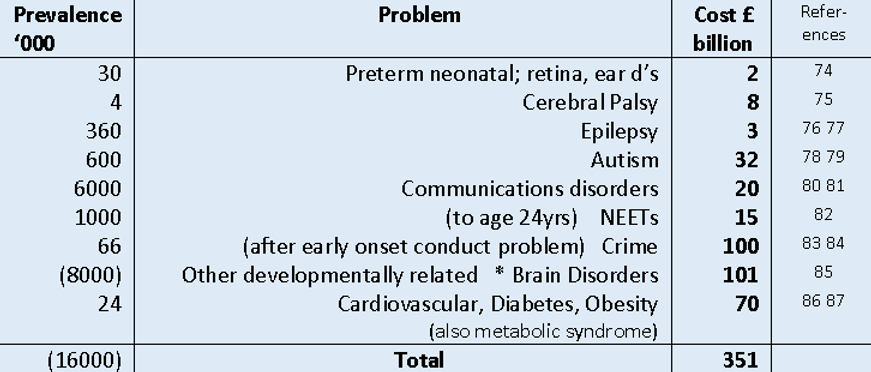 Prevalence Problem Cost £ Refer-
‘000 billion ences
30 Preterm neonatal; retina, ear d’s 2 74
4 Cerebral Palsy 8 75
360 Epilepsy 3 76 77
600 Autism 32 78 79
6000 Communications disorders 20 80 81
1000 (to age 24yrs) NEETs 15 82
66 (after early onset conduct problem) Crime 100 83 84
(8000) Other developmentally related * Brain Disorders 101 85
24 Cardiovascular, Diabetes, Obesity 70 86 87
(also metabolic syndrome)
(16000) Total 351